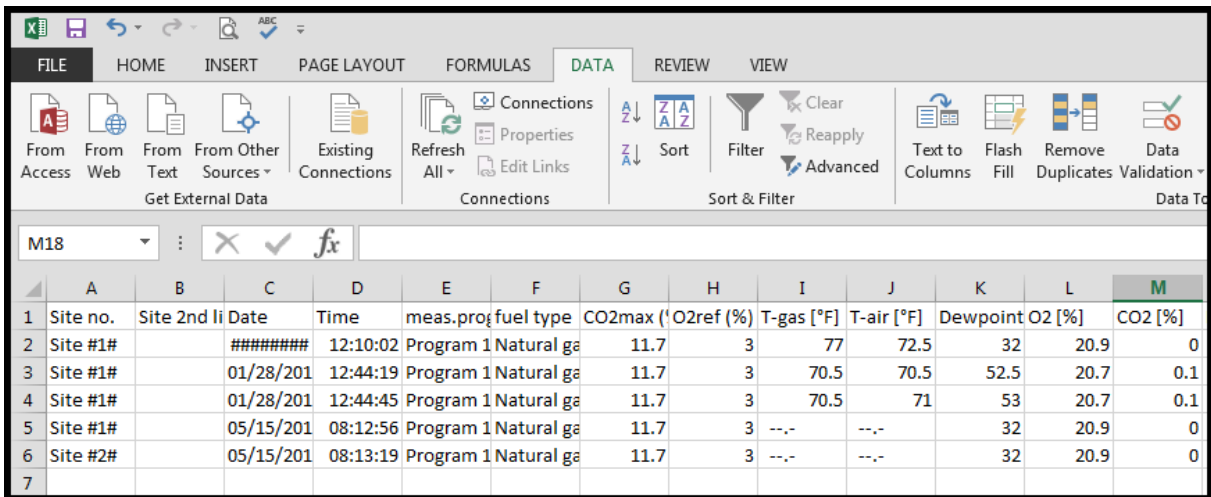 ABC
FILE HOME INSERT PAGE LAYOUT FORMULAS DATA REVIEW VIEW
From Access
From Web
From Text
From Other Sources
Existing Connections
Get External Data
Refresh All
Connections
Properties
Edit Links
Connections
Sort
Filter
Clear
Reapply
Advanced
Sort & Filter
Text to Columns
Flash Fill
Remove Duplicates
Data Validation
Data To
M18 fx
A B C D E F G H I J K L M
1 Site no. Site 2nd li Date Time meas.prog fuel type CO2max (% O2ref (%) T-gas [°F] T-air [°F] Dewpoint O2 [%] CO2 [%]
2 Site #1# ######## 12:10:02 Program 1 Natural ga 11.7 3 77 72.5 32 20.9 0
3 Site #1# 01/28/201 12:44:19 Program 1 Natural ga 11.7 3 70.5 70.5 52.5 20.7 0.1
4 Site #1# 01/28/201 12:44:45 Program 1 Natural ga 11.7 3 70.5 71 53 20.7 0.1
5 Site #1# 05/15/201 08:12:56 Program 1 Natural ga 11.7 3 --.- --.- 32 20.9 0
6 Site #2# 05/15/201 08:13:19 Program 1 Natural ga 11.7 3 --.- --.- 32 20.9 0
7